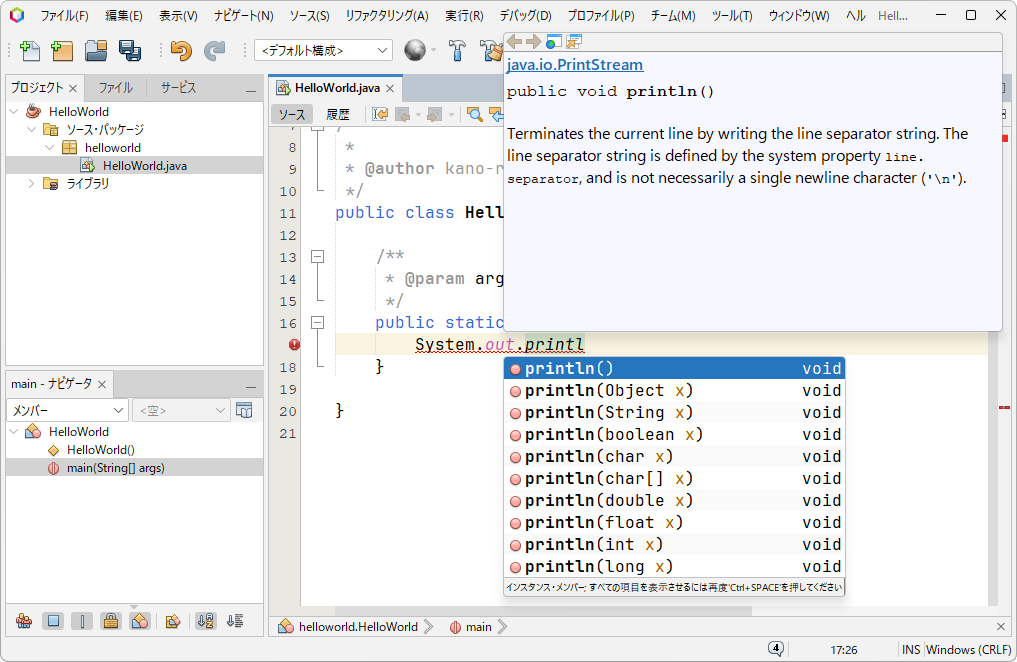 ファイル(F) 編集(E) 表示(V) ナビゲート(N) ソース(S) リファクタリング(A) 実行(R) デバッグ(D) プロファイル(P) チーム(M) ツール(T) ウィンドウ(W) ヘル Hell...
<デフォルト構成>
プロジェクト ファイル サービス
HelloWorld
ソース・パッケージ
helloworld
HelloWorld.java
ライブラリ
main - ナビゲータ
メンバー <空>
HelloWorld
HelloWorld()
main(String[] args)
HelloWorld.java
ソース 履歴
7 /
8 *
9 * @author kano-r
10 */
11 public class Hell
12
13 /**
14 * @param arg
15 */
16 public static
System.out.printl
18 }
19
20 }
21
java.io.PrintStream
public void println()
Terminates the current line by writing the line separator string. The
line separator string is defined by the system property line.
separator, and is not necessarily a single newline character ('\n').
println() void
println(Object x) void
println(String x) void
println(boolean x) void
println(char x) void
println(char[] x) void
println(double x) void
println(float x) void
println(int x) void
println(long x) void
インスタンス・メンバー; すべての項目を表示させるには再度'Ctrl+SPACE'を押してください
helloworld.HelloWorld main
4 17:26 INS Windows (CRLF)